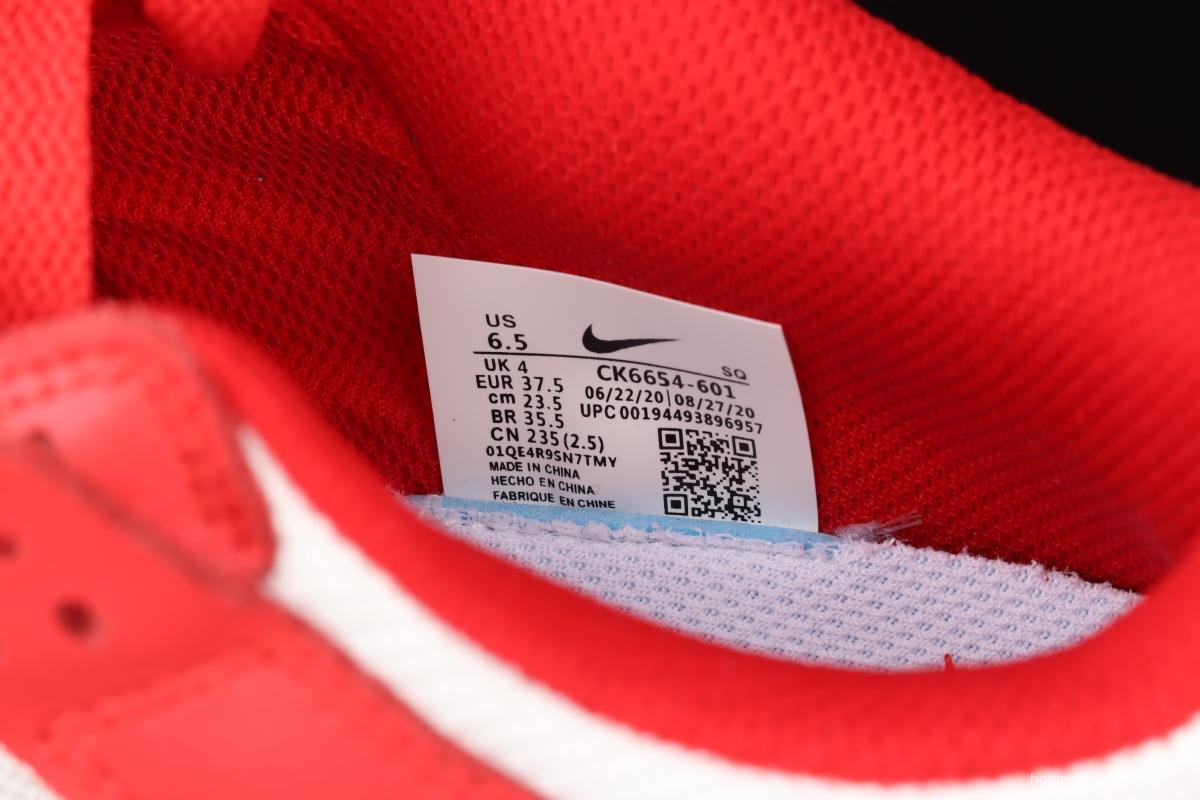 US
6.5
SQ
UK 4
CK6654-601
EUR 37.5
06/22/20|08/27/20
cm 23.5
UPC 00194493896957
BR 35.5
CN 235 (2.5)
01QE4R9SN7TMY
MADE IN CHINA
HECHO EN CHINA
FABRIQUE EN CHINE